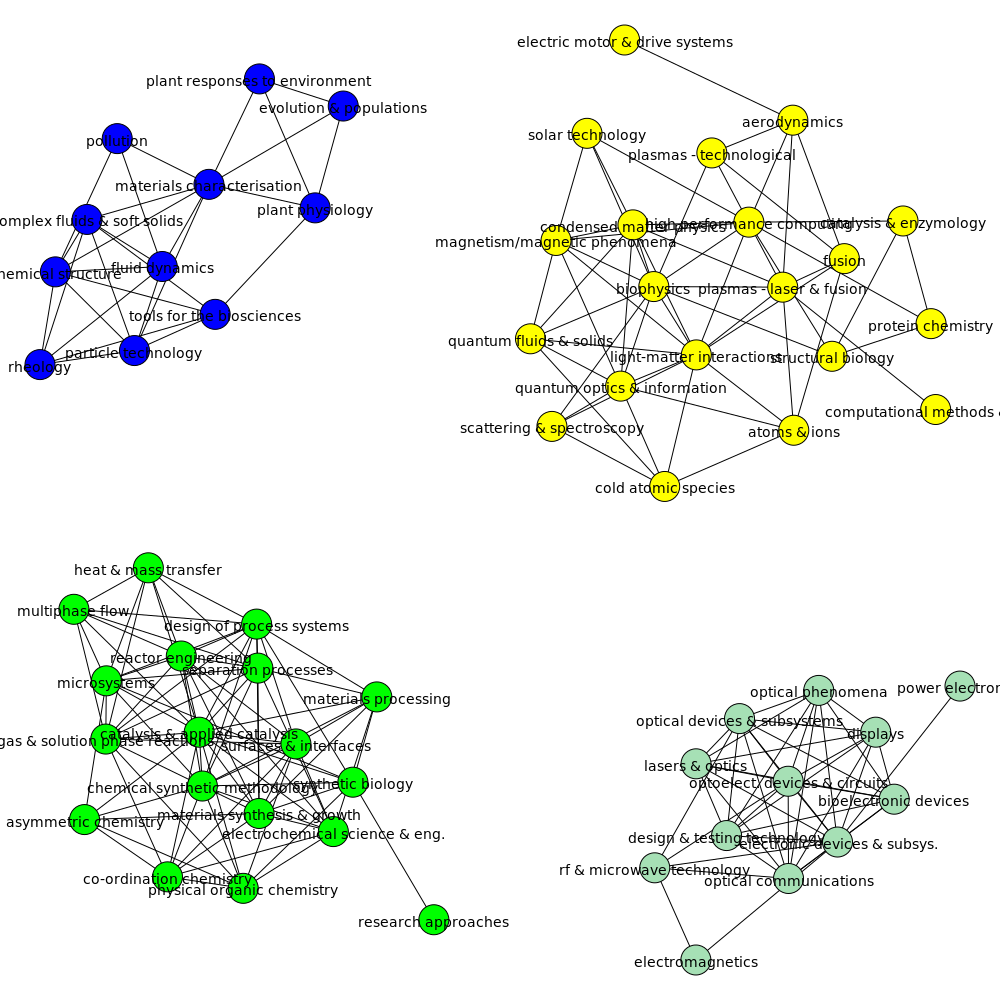 electric motor & drive systems
plant responses to environment
evolution & populations
aerodynamics
solar technology
pollution
plasmas - technological
materials characterisation
plant physiology
omplex fluids & soft solids
condensed matter physics
high performance computing
catalysis & enzymology
magnetism/magnetic phenomena
fusion
fluid dynamics
hemical structure
biophysics
plasmas - laser & fusion
tools for the biosciences
protein chemistry
quantum fluids & solids
particle technology
light-matter interactions
structural biology
rheology
quantum optics & information
computational methods &
scattering & spectroscopy
atoms & ions
cold atomic species
heat & mass transfer
multiphase flow
design of process systems
reactor engineering
separation processes
microsystems
materials processing
optical phenomena
power electron
optical devices & subsystems
catalysis & applied catalysis
displays
gas & solution phase reactions
surfaces & interfaces
lasers & optics
chemical synthetic methodology
synthetic biology
optoelect. devices & circuits
bioelectronic devices
materials synthesis & growth
asymmetric chemistry
electrochemical science & eng.
design & testing technology
electronic devices & subsys.
rf & microwave technology
co-ordination chemistry
optical communications
physical organic chemistry
research approaches
electromagnetics